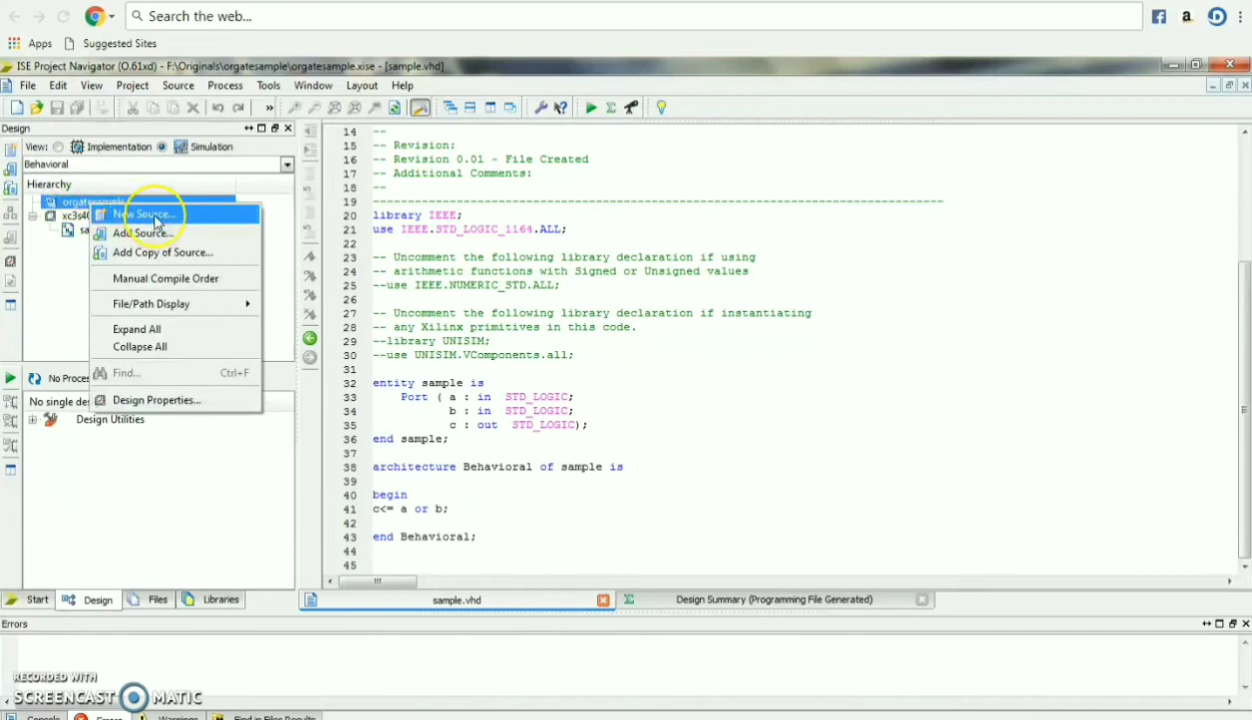 Search the web...
Apps Suggested Sites
ISE Project Navigator (O.61xd) - F:\Originals\orgatesample\orgatesample.xise - [sample.vhd]
File Edit View Project Source Process Tools Window Layout Help
Design
View: Implementation Simulation
Behavioral
Hierarchy
New Source...
Add Source...
Add Copy of Source...
Manual Compile Order
File/Path Display
Expand All
Collapse All
Find... Ctrl+F
Design Properties...
No single
Design Utilities
14 --
15 -- Revision:
16 -- Revision 0.01 - File Created
17 -- Additional Comments:
18 --
19 ----------------------------------------------------------------------------------
20 library IEEE;
21 use IEEE.STD_LOGIC_1164.ALL;
22
23 -- Uncomment the following library declaration if using
24 -- arithmetic functions with Signed or Unsigned values
25 --use IEEE.NUMERIC_STD.ALL;
26
27 -- Uncomment the following library declaration if instantiating
28 -- any Xilinx primitives in this code.
29 --library UNISIM;
30 --use UNISIM.VComponents.all;
31
32 entity sample is
33 Port ( a : in STD_LOGIC;
34 b : in STD_LOGIC;
35 c : out STD_LOGIC);
36 end sample;
37
38 architecture Behavioral of sample is
39
40 begin
41 c<= a or b;
42
43 end Behavioral;
44
45
Start Design Files Libraries
sample.vhd Design Summary (Programming File Generated)
Errors
RECORDED WITH
SCREENCAST MATIC
Console Errors Warnings Find in Files Results